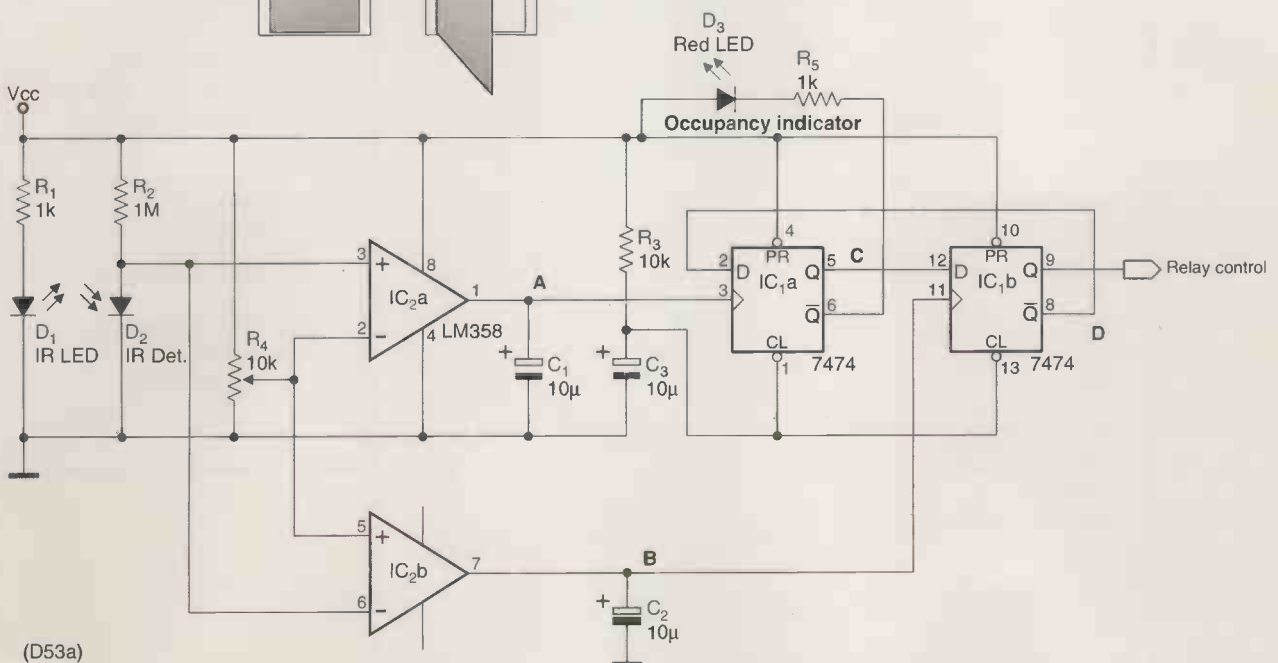 D₃
Red LED
R₅
1k
Vcc
Occupancy indicator
R₁
1k
R₂
1M
R₃
10k
4
10
PR
PR
3
+
8
2
D
Q
5
C
12
D
Q
9
Relay control
IC₁a
IC₁b
IC₂a
1
A
3
6
Q̅
11
8
Q̅
D
2
–
4
LM358
D₁
IR LED
D₂
IR Det.
R₄
10k
+
C₁
10µ
+
C₃
10µ
CL
7474
CL
7474
1
13
5
+
IC₂b
7
B
6
–
+
C₂
10µ
(D53a)